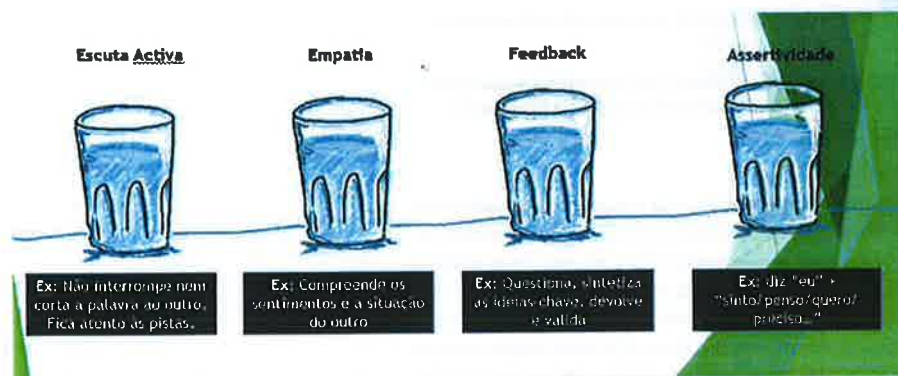 Escuta Activa
Empatia
Feedback
Assertividade
Ex: Não interrompe nem
corta a palavra ao outro.
Fica atento às pistas.
Ex: Compreende os
sentimentos e a situação
do outro
Ex: Questiona, sintetiza
as ideias chave, devolve
e valida
Ex: diz "eu" +
"sinto/penso/quero/
preciso..."